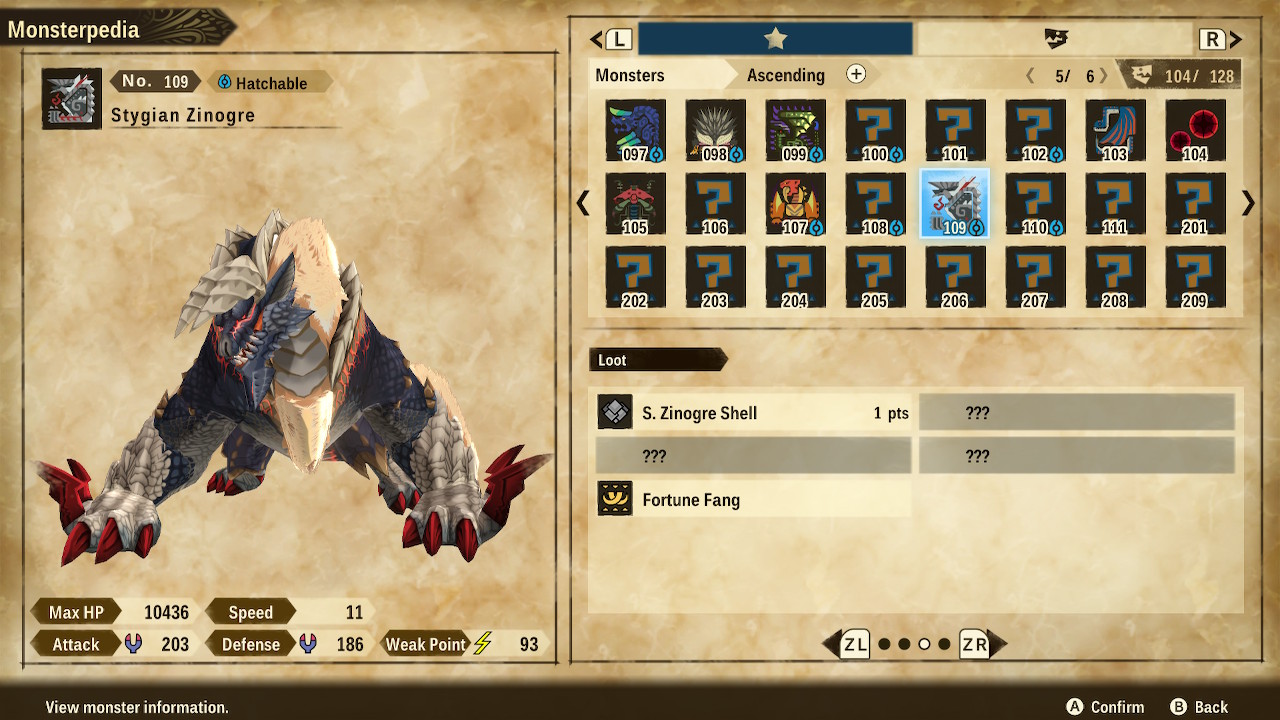 Monsterpedia
No. 109 Hatchable
Stygian Zinogre
Max HP 10436 Speed 11
Attack 203 Defense 186 Weak Point 93
L R
Monsters Ascending 5/ 6 104/ 128
097 098 099 100 101 102 103 104
105 106 107 108 109 110 111 201
202 203 204 205 206 207 208 209
Loot
S. Zinogre Shell 1 pts ???
??? ???
Fortune Fang
ZL ZR
View monster information. A Confirm B Back